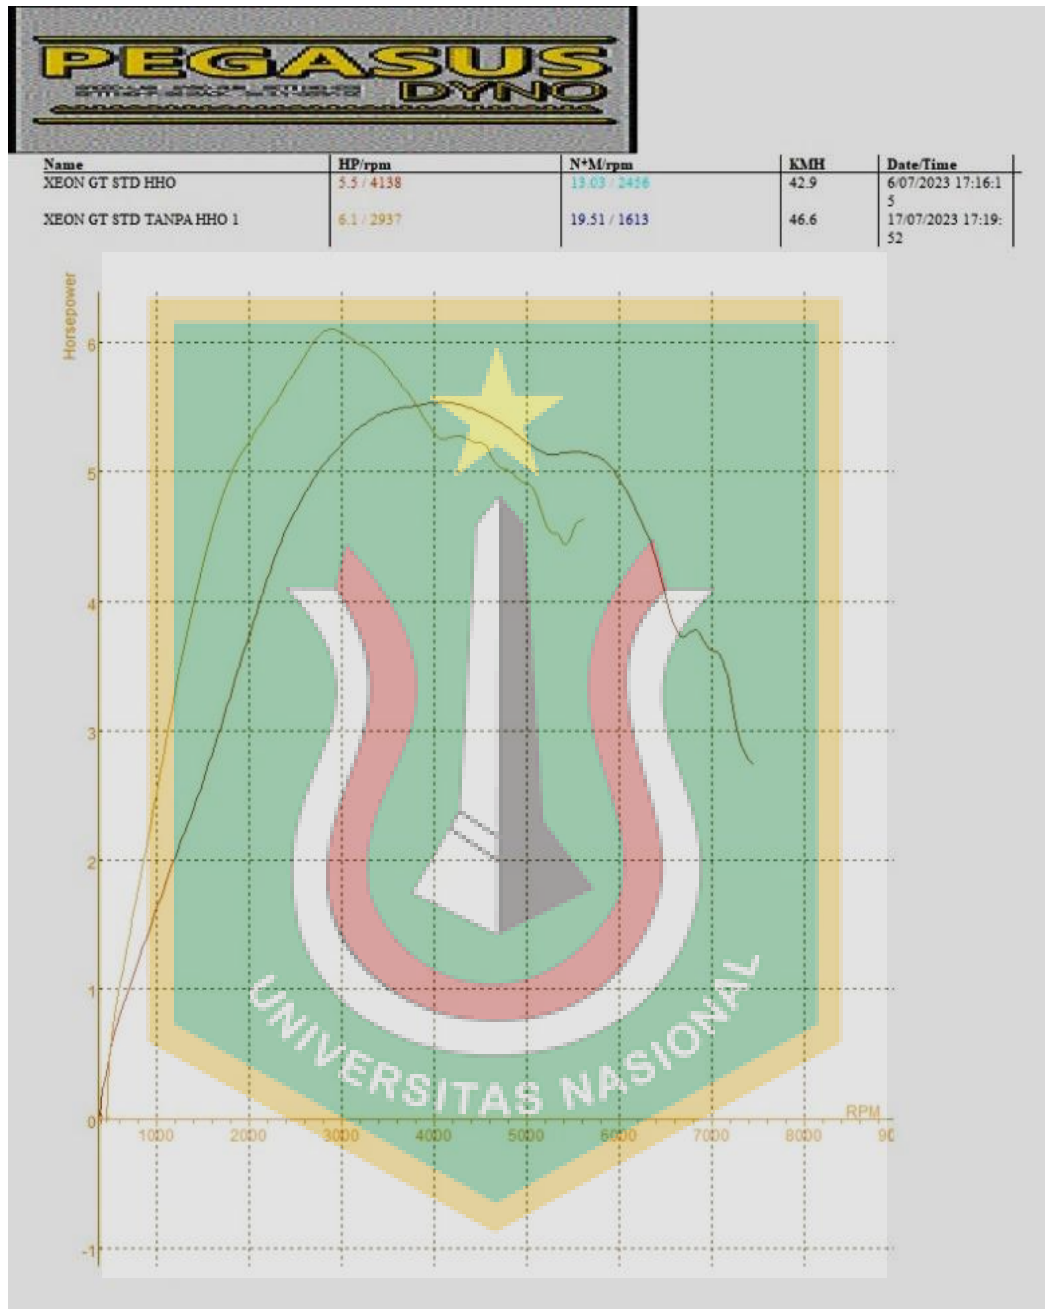 PEGASUS
DYNO
Name HP/rpm N*M/rpm KMH Date/Time
XEON GT STD HHO 5.5 / 4138 13.03 / 2456 42.9 6/07/2023 17:16:1
5
XEON GT STD TANPA HHO 1 6.1 / 2937 19.51 / 1613 46.6 17/07/2023 17:19:
52
Horsepower
6
5
4
3
2
1
0
-1
RPM
1000 2000 3000 4000 5000 6000 7000 8000 90
UNIVERSITAS NASIONAL